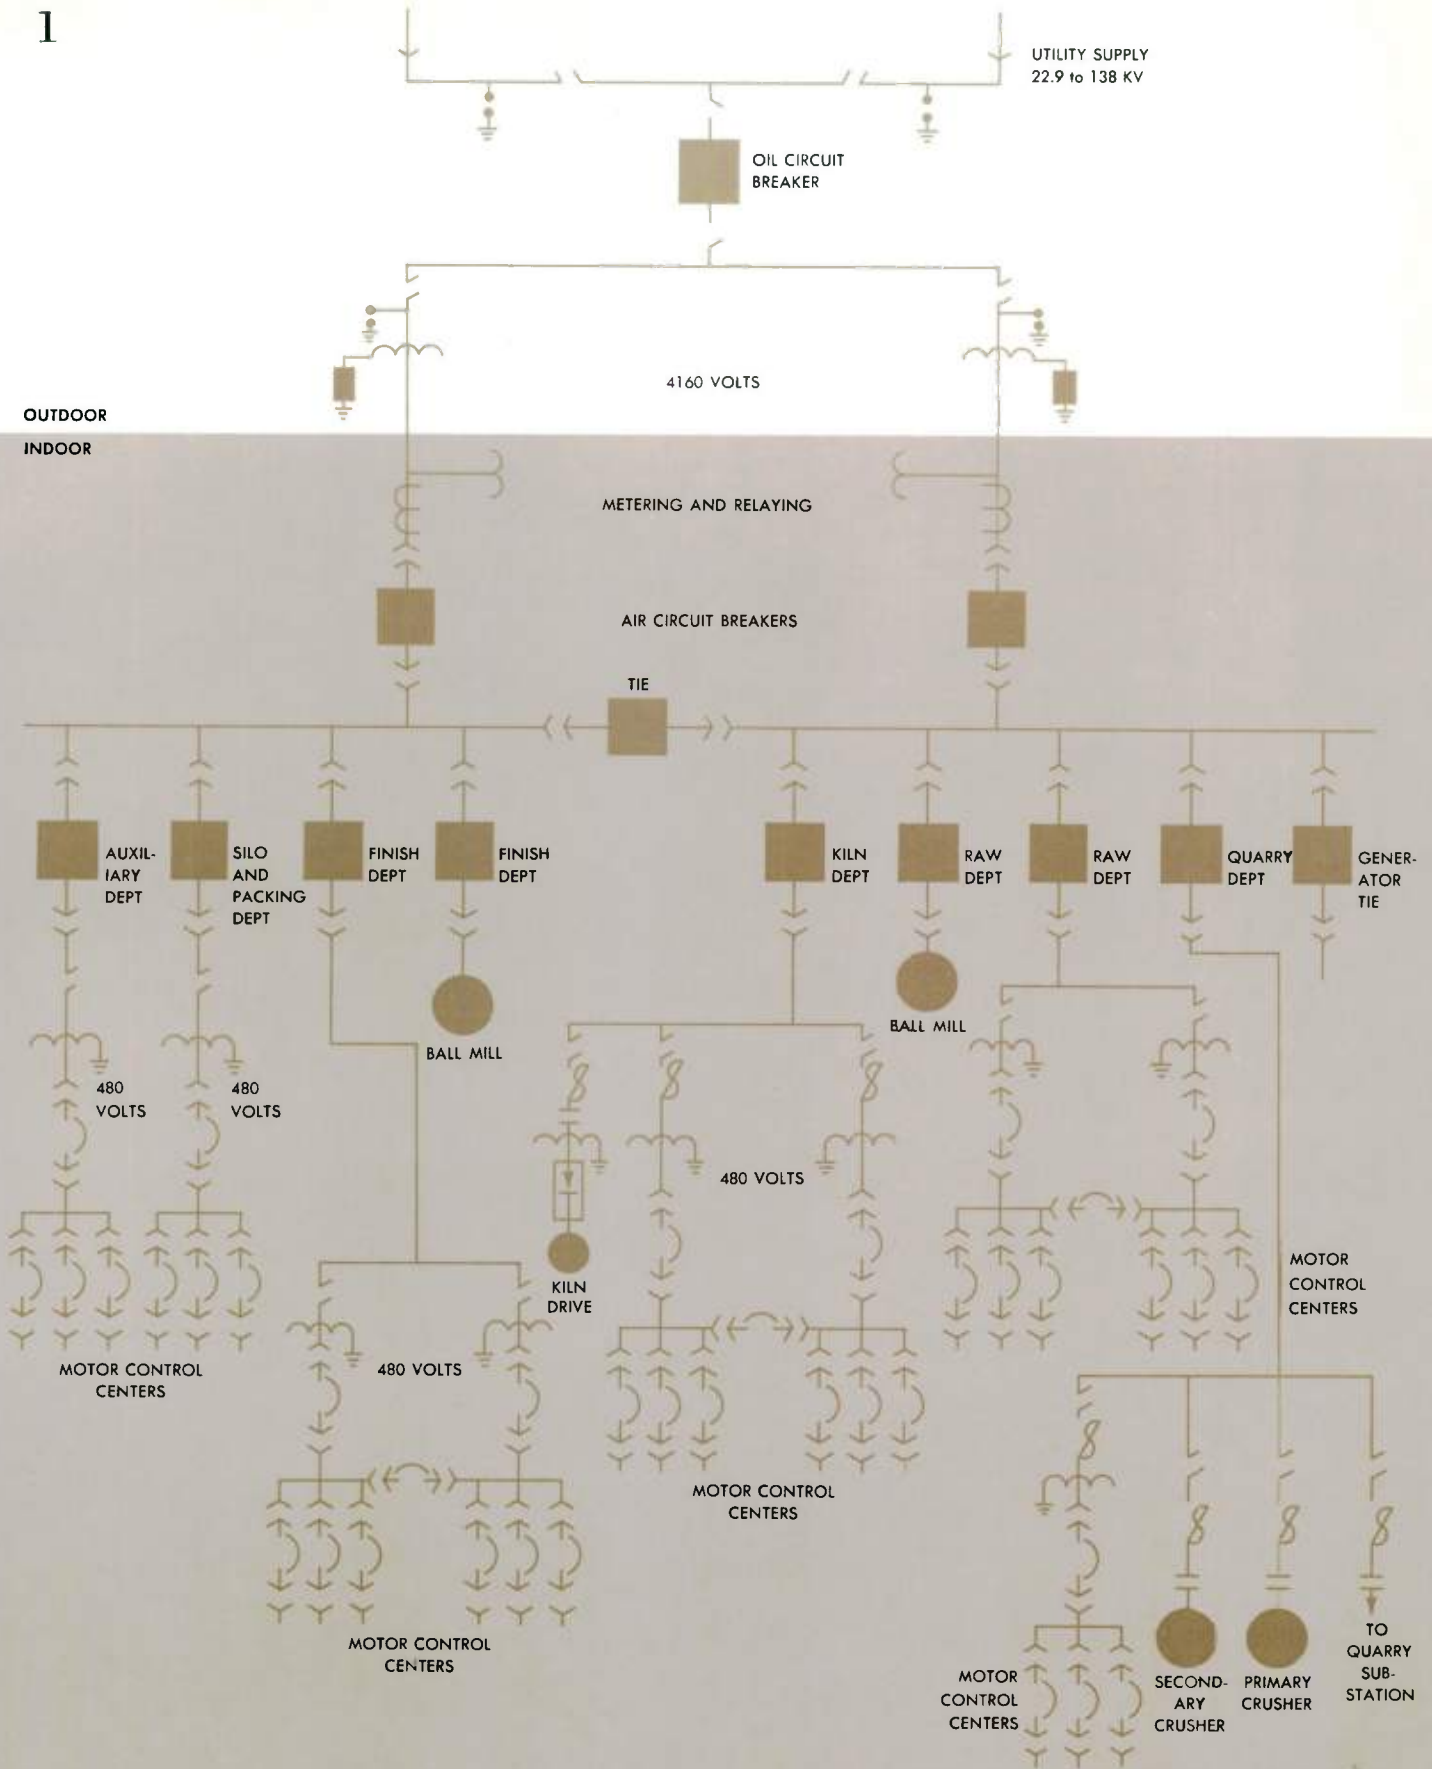 1
UTILITY SUPPLY
22.9 to 138 KV
OIL CIRCUIT
BREAKER
4160 VOLTS
OUTDOOR
INDOOR
METERING AND RELAYING
AIR CIRCUIT BREAKERS
TIE
AUXIL-
IARY
DEPT
SILO
AND
PACKING
DEPT
FINISH
DEPT
FINISH
DEPT
KILN
DEPT
RAW
DEPT
RAW
DEPT
QUARRY
DEPT
GENER-
ATOR
TIE
BALL MILL
BALL MILL
480
VOLTS
480
VOLTS
480 VOLTS
KILN
DRIVE
MOTOR
CONTROL
CENTERS
MOTOR CONTROL
CENTERS
480 VOLTS
MOTOR CONTROL
CENTERS
MOTOR CONTROL
CENTERS
MOTOR
CONTROL
CENTERS
SECOND-
ARY
CRUSHER
PRIMARY
CRUSHER
TO
QUARRY
SUB-
STATION